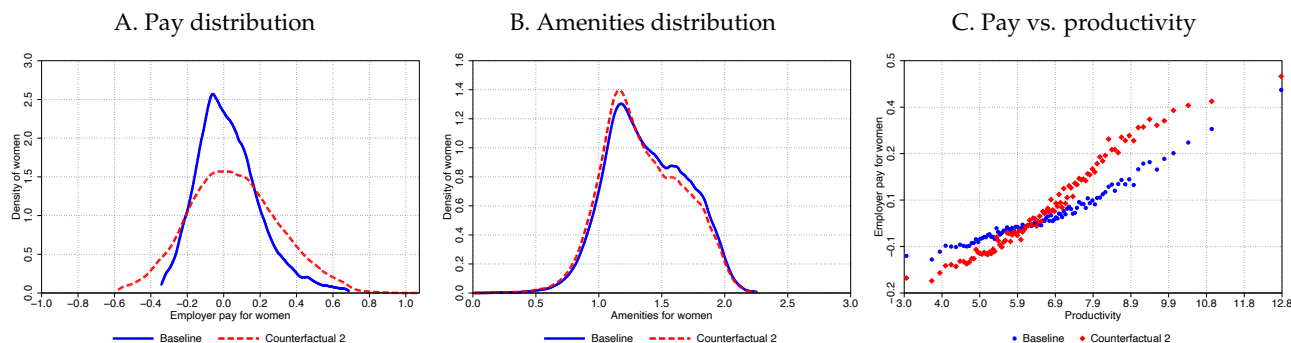 A. Pay distribution
B. Amenities distribution
C. Pay vs. productivity
Density of women
3.0
2.5
2.0
1.5
1.0
0.5
0.0
−1.0 −0.8 −0.6 −0.4 −0.2 0.0 0.2 0.4 0.6 0.8 1.0
Employer pay for women
Baseline Counterfactual 2
Density of women
1.6
1.4
1.2
1.0
0.8
0.6
0.4
0.2
0.0
0.0 0.5 1.0 1.5 2.0 2.5 3.0
Amenities for women
Baseline Counterfactual 2
Employer pay for women
0.5
0.4
0.2
0.1
−0.1
−0.2
3.0 4.0 5.0 5.9 6.9 7.9 8.9 9.9 10.8 11.8 12.8
Productivity
Baseline Counterfactual 2